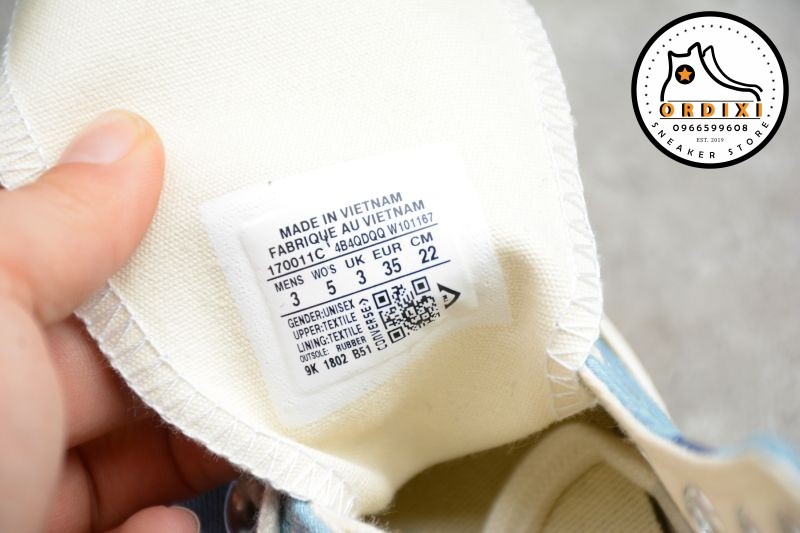 ORDIXI
0966599608
EST. 2019
SNEAKER STORE
MADE IN VIETNAM
FABRIQUE AU VIETNAM
170011C 4B4QDQQ W101167
MENS WO'S UK EUR CM
3 5 3 35 22
GENDER:UNISEX
UPPER:TEXTILE
LINING:TEXTILE
OUTSOLE: RUBBER
9K 1802 B51
CONVERSE